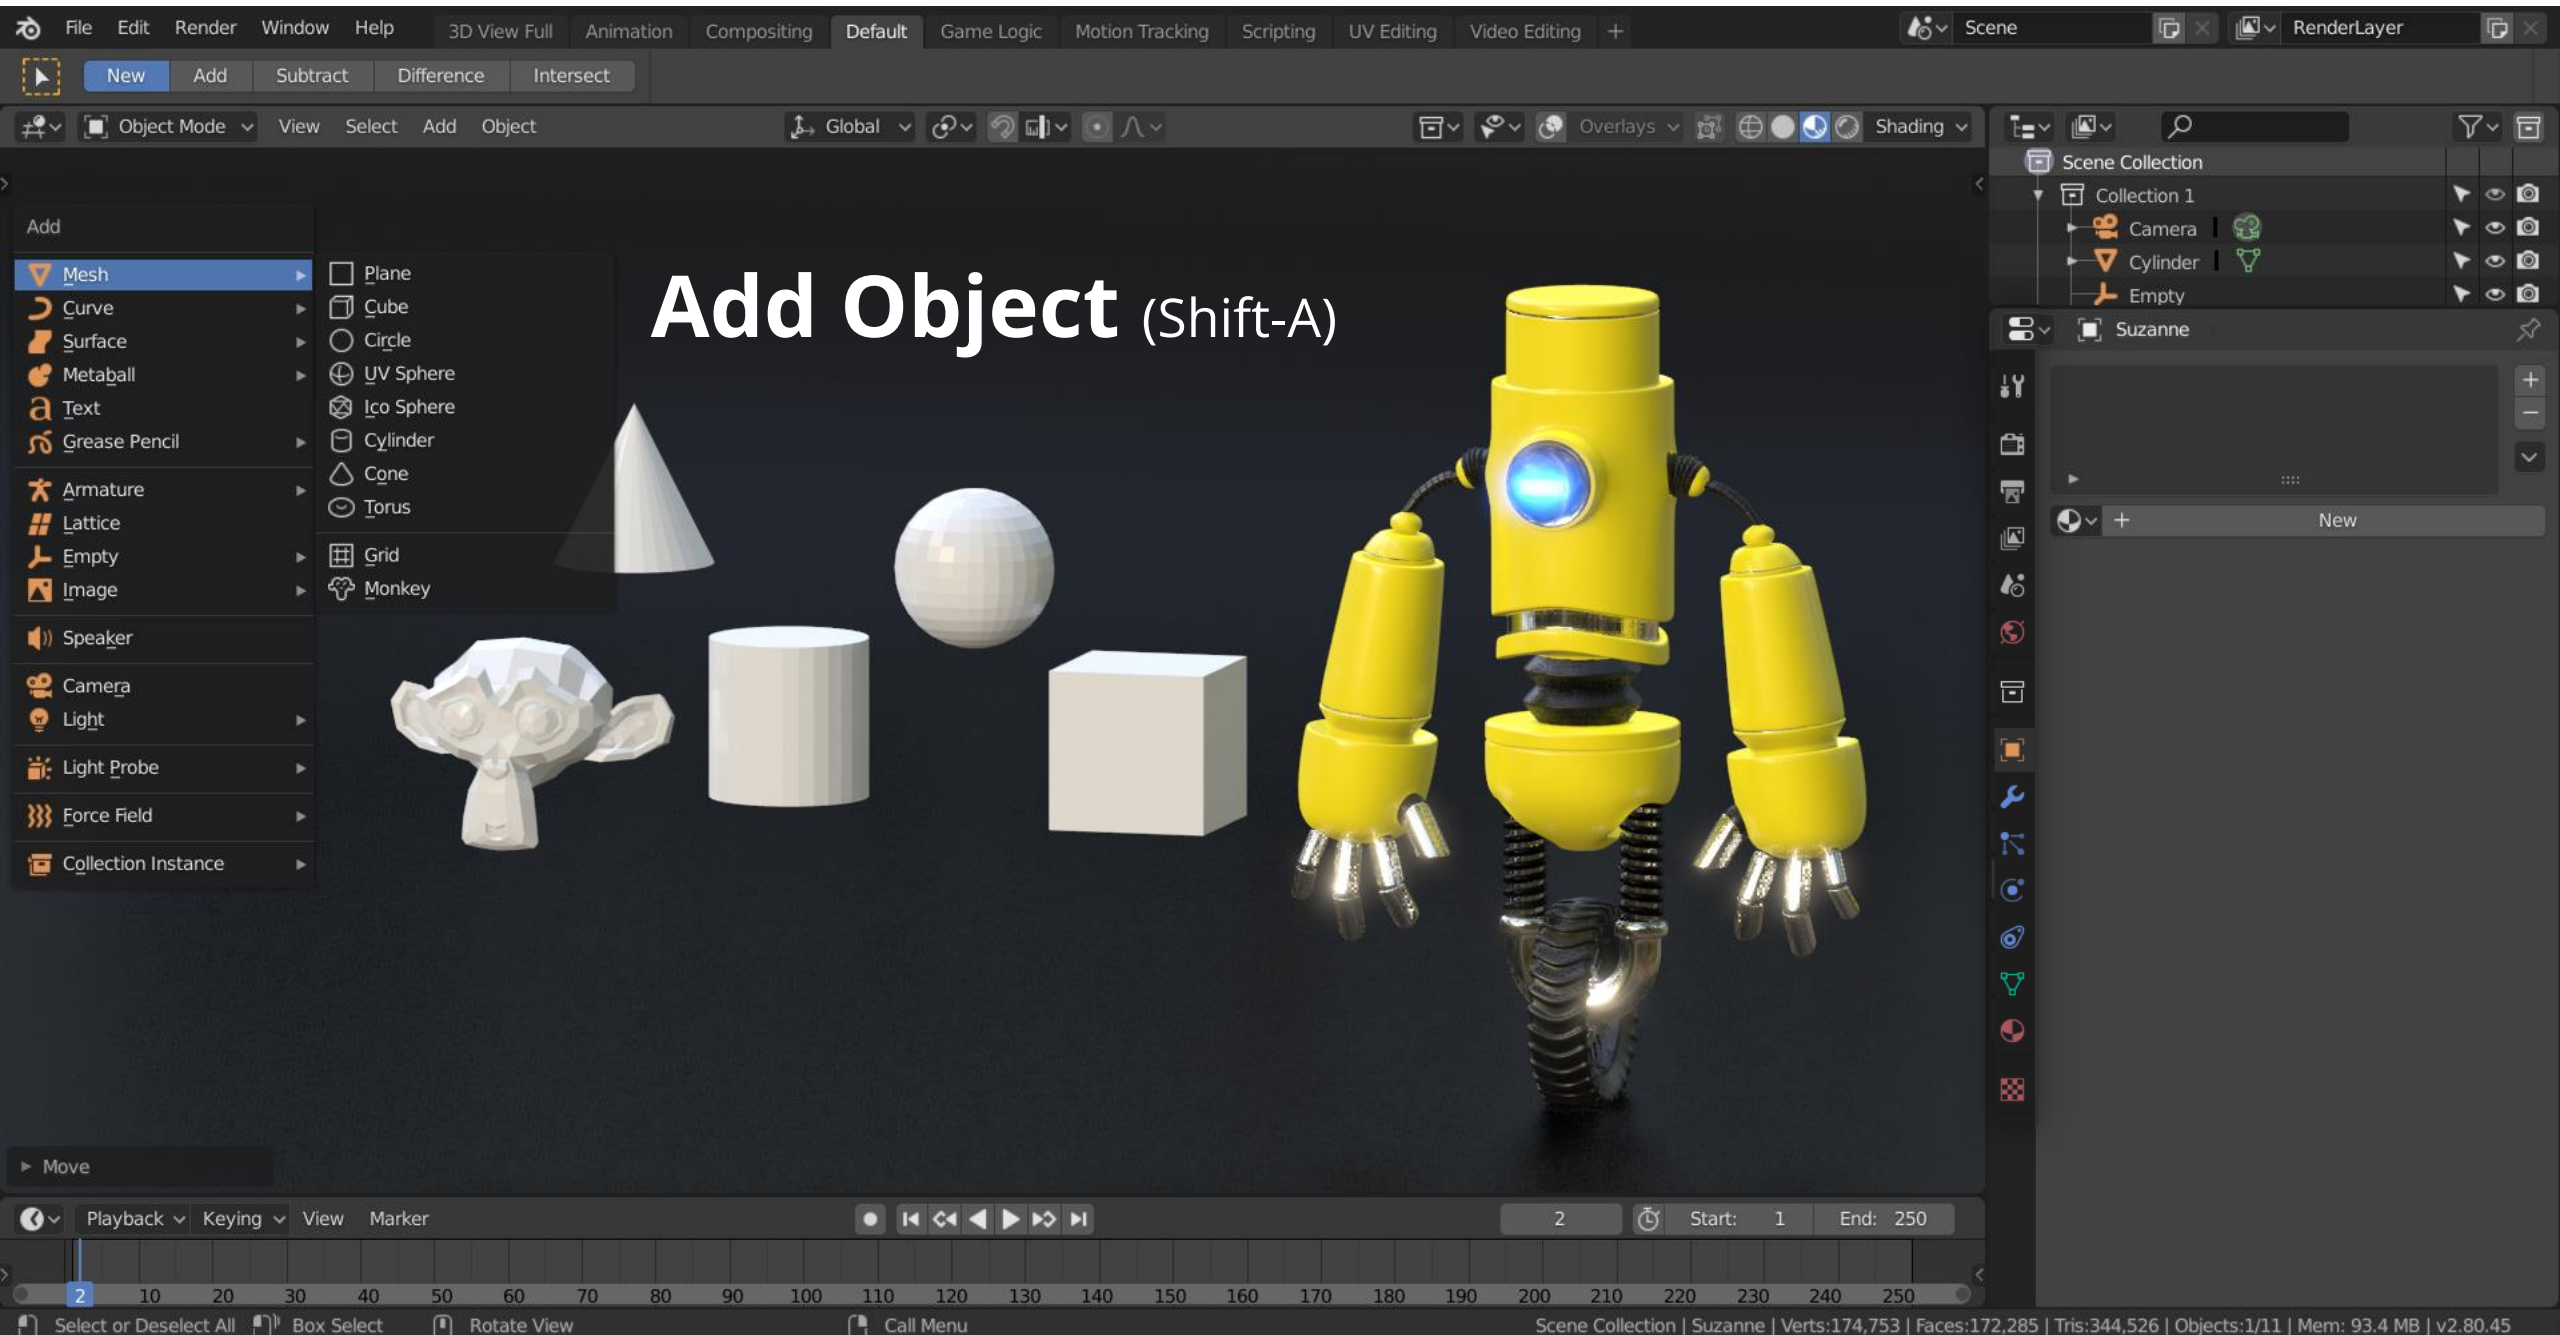 File Edit Render Window Help 3D View Full Animation Compositing Default Game Logic Motion Tracking Scripting UV Editing Video Editing + Scene RenderLayer
New Add Subtract Difference Intersect
Object Mode View Select Add Object Global Overlays Shading
Scene Collection
Collection 1
Camera
Cylinder
Empty
Suzanne
New
Add
Mesh
Curve
Surface
Metaball
Text
Grease Pencil
Armature
Lattice
Empty
Image
Speaker
Camera
Light
Light Probe
Force Field
Collection Instance
Plane
Cube
Circle
UV Sphere
Ico Sphere
Cylinder
Cone
Torus
Grid
Monkey
Add Object (Shift-A)
Move
Playback Keying View Marker 2 Start: 1 End: 250
2 10 20 30 40 50 60 70 80 90 100 110 120 130 140 150 160 170 180 190 200 210 220 230 240 250
Select or Deselect All Box Select Rotate View Call Menu Scene Collection | Suzanne | Verts:174,753 | Faces:172,285 | Tris:344,526 | Objects:1/11 | Mem: 93.4 MB | v2.80.45